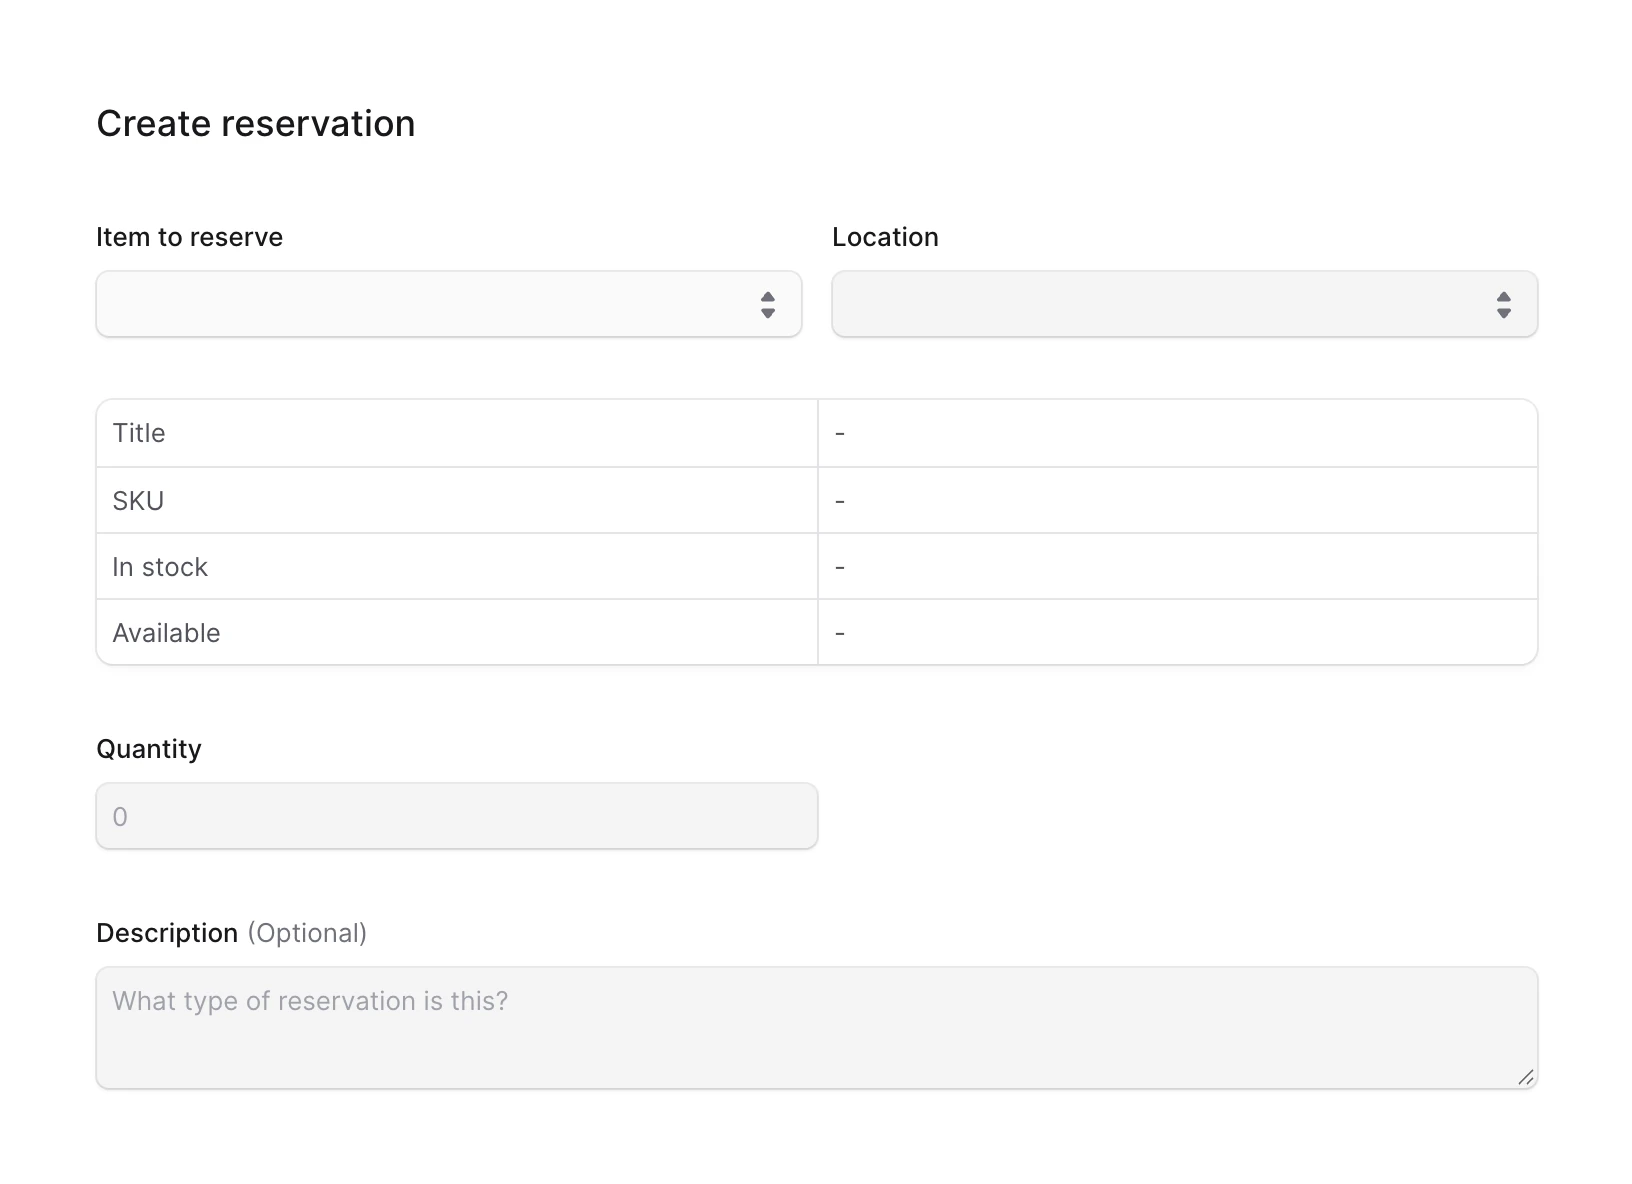 Create reservation
Item to reserve
Location
Title -
SKU -
In stock -
Available -
Quantity
0
Description (Optional)
What type of reservation is this?